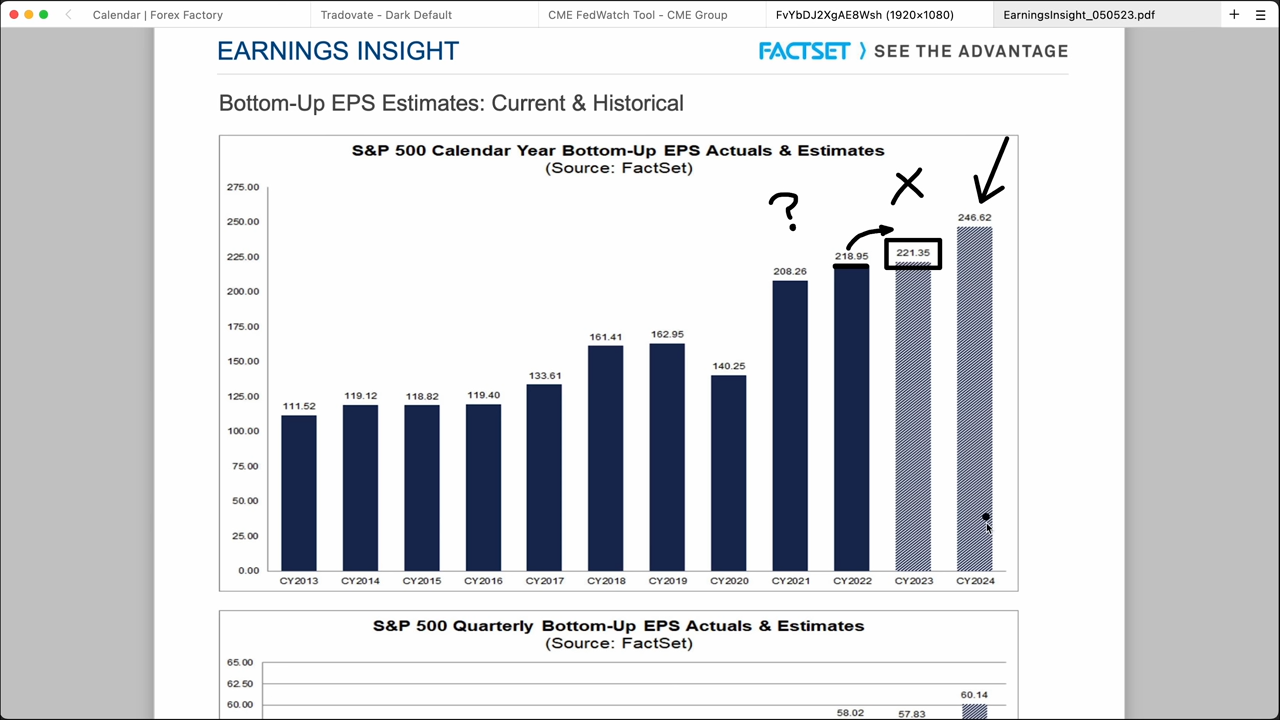 Calendar | Forex Factory
Tradovate - Dark Default
CME FedWatch Tool - CME Group
FvYbDJ2XgAE8Wsh (1920×1080)
EarningsInsight_050523.pdf
EARNINGS INSIGHT
FACTSET ) SEE THE ADVANTAGE
Bottom-Up EPS Estimates: Current & Historical
S&P 500 Calendar Year Bottom-Up EPS Actuals & Estimates
(Source: FactSet)
275.00
250.00
225.00
200.00
175.00
150.00
125.00
100.00
75.00
50.00
25.00
0.00
111.52
119.12
118.82
119.40
133.61
161.41
162.95
140.25
208.26
218.95
221.35
246.62
?
X
CY2013 CY2014 CY2015 CY2016 CY2017 CY2018 CY2019 CY2020 CY2021 CY2022 CY2023 CY2024
S&P 500 Quarterly Bottom-Up EPS Actuals & Estimates
(Source: FactSet)
65.00
62.50
60.00
58.02
57.83
60.14